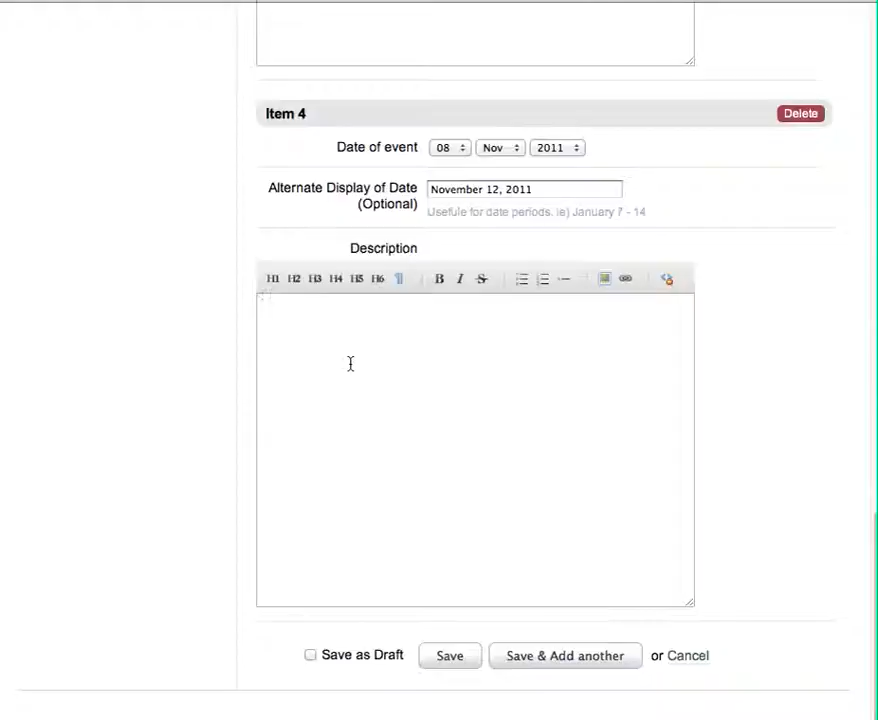 Item 4
Delete
Date of event
08
Nov
2011
Alternate Display of Date
(Optional)
November 12, 2011
Usefule for date periods. ie) January 7 - 14
Description
H1 H2 H3 H4 H5 H6 ¶ B I S
Save as Draft
Save
Save & Add another
or Cancel